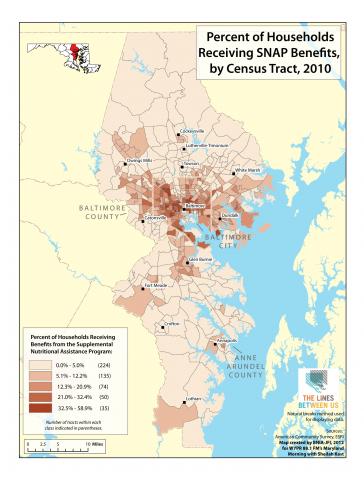 Percent of Households
Receiving SNAP Benefits,
by Census Tract, 2010
Cockeysville
Lutherville-Timonium
Owings Mills
Towson
White Marsh
BALTIMORE
COUNTY
Baltimore
Catonsville
Dundalk
BALTIMORE
CITY
Glen Burnie
Fort Meade
Crofton
Annapolis
ANNE
ARUNDEL
COUNTY
Lothian
Percent of Households Receiving
Benefits from the Supplemental
Nutritional Assistance Program:
0.0% - 5.0% (224)
5.1% - 12.2% (135)
12.3% - 20.9% (74)
21.0% - 32.4% (50)
32.5% - 58.9% (35)
Number of tracts within each
class indicated in parentheses.
0 2.5 5 10 Miles
THE LINES
BETWEEN US
Natural breaks method used
for displaying data.
Sources:
American Community Survey, ESRI
Map created by BNIA-JFI, 2012
for WYPR 88.1 FM's Maryland
Morning with Sheilah Kast